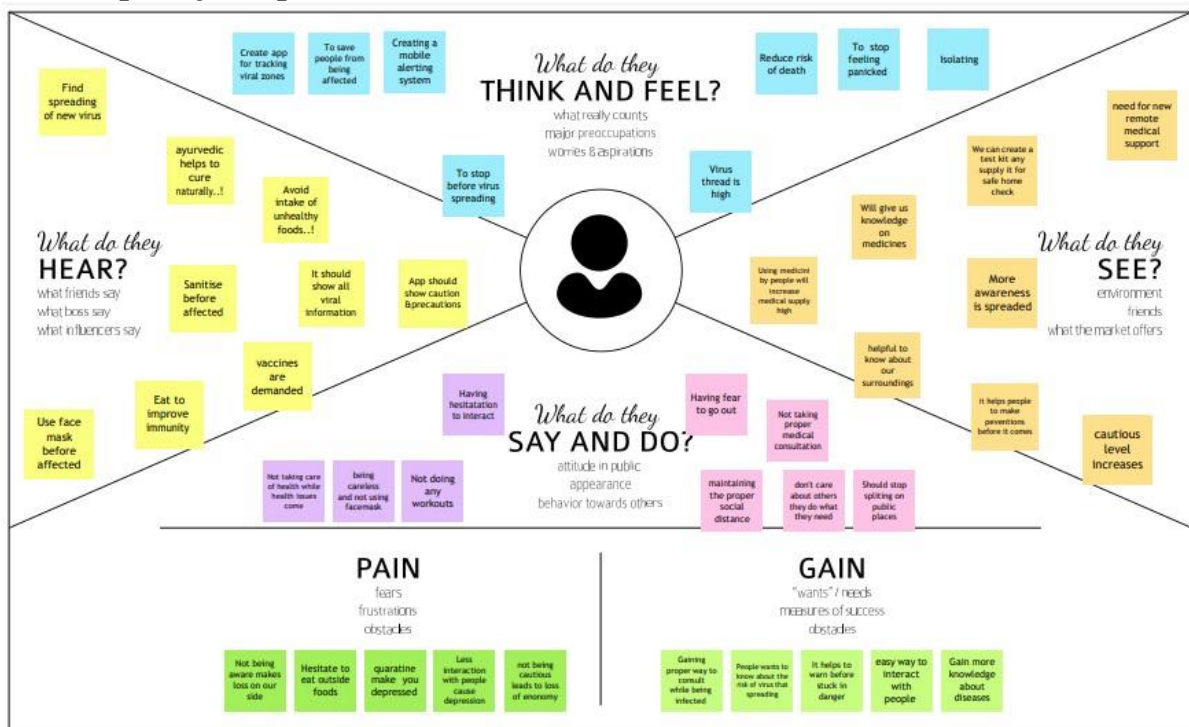 Create app
for tracking
viral zones
To save
people from
being
affected
Creating a
mobile
alerting
system
What do they
THINK AND FEEL?
what really counts
major preoccupations
worries & aspirations
Reduce risk
of death
To stop
feeling
panicked
Isolating
To stop
before virus
spreading
Virus
thread is
high
Find
spreading
of new virus
ayurvedic
helps to
cure
naturally..!
Avoid
intake of
unhealthy
foods..!
What do they
HEAR?
what friends say
what boss say
what influencers say
Sanitise
before
affected
It should
show all
viral
information
App should
show caution
&precautions
vaccines
are
demanded
Eat to
improve
immunity
Use face
mask
before
affected
need for new
remote
medical
support
We can create a
test kit any
supply it for
safe home
check
Will give us
knowledge
on
medicines
What do they
SEE?
environment
friends
what the market offers
Using medicini
by people will
increase
medical supply
high
More
awareness
is spreaded
helpful to
know about
our
surroundings
It helps people
to make
peventions
before it comes
cautious
level
increases
Having
hesitatation
to interact
What do they
SAY AND DO?
attitude in public
appearance
behavior towards others
Having fear
to go out
Not taking
proper
medical
consultation
Not taking care
of health while
health issues
come
being
careless
and not using
facemask
Not doing
any
workouts
maintaining
the proper
social
distance
don't care
about others
they do what
they need
Should stop
spliting on
public
places
PAIN
fears
frustrations
obstacles
Not being
aware makes
loss on our
side
Hesitate to
eat outside
foods
quaratine
make you
depressed
Less
interaction
with people
cause
depression
not being
cautious
leads to loss
of enonomy
GAIN
"wants" / needs
measures of success
obstacles
Gaining
proper way to
comsult
while being
infected
People wants to
know about the
risk of virus that
spreading
It helps to
warn before
stuck in
danger
easy way to
interact
with
people
Gain more
knowledge
about
diseases